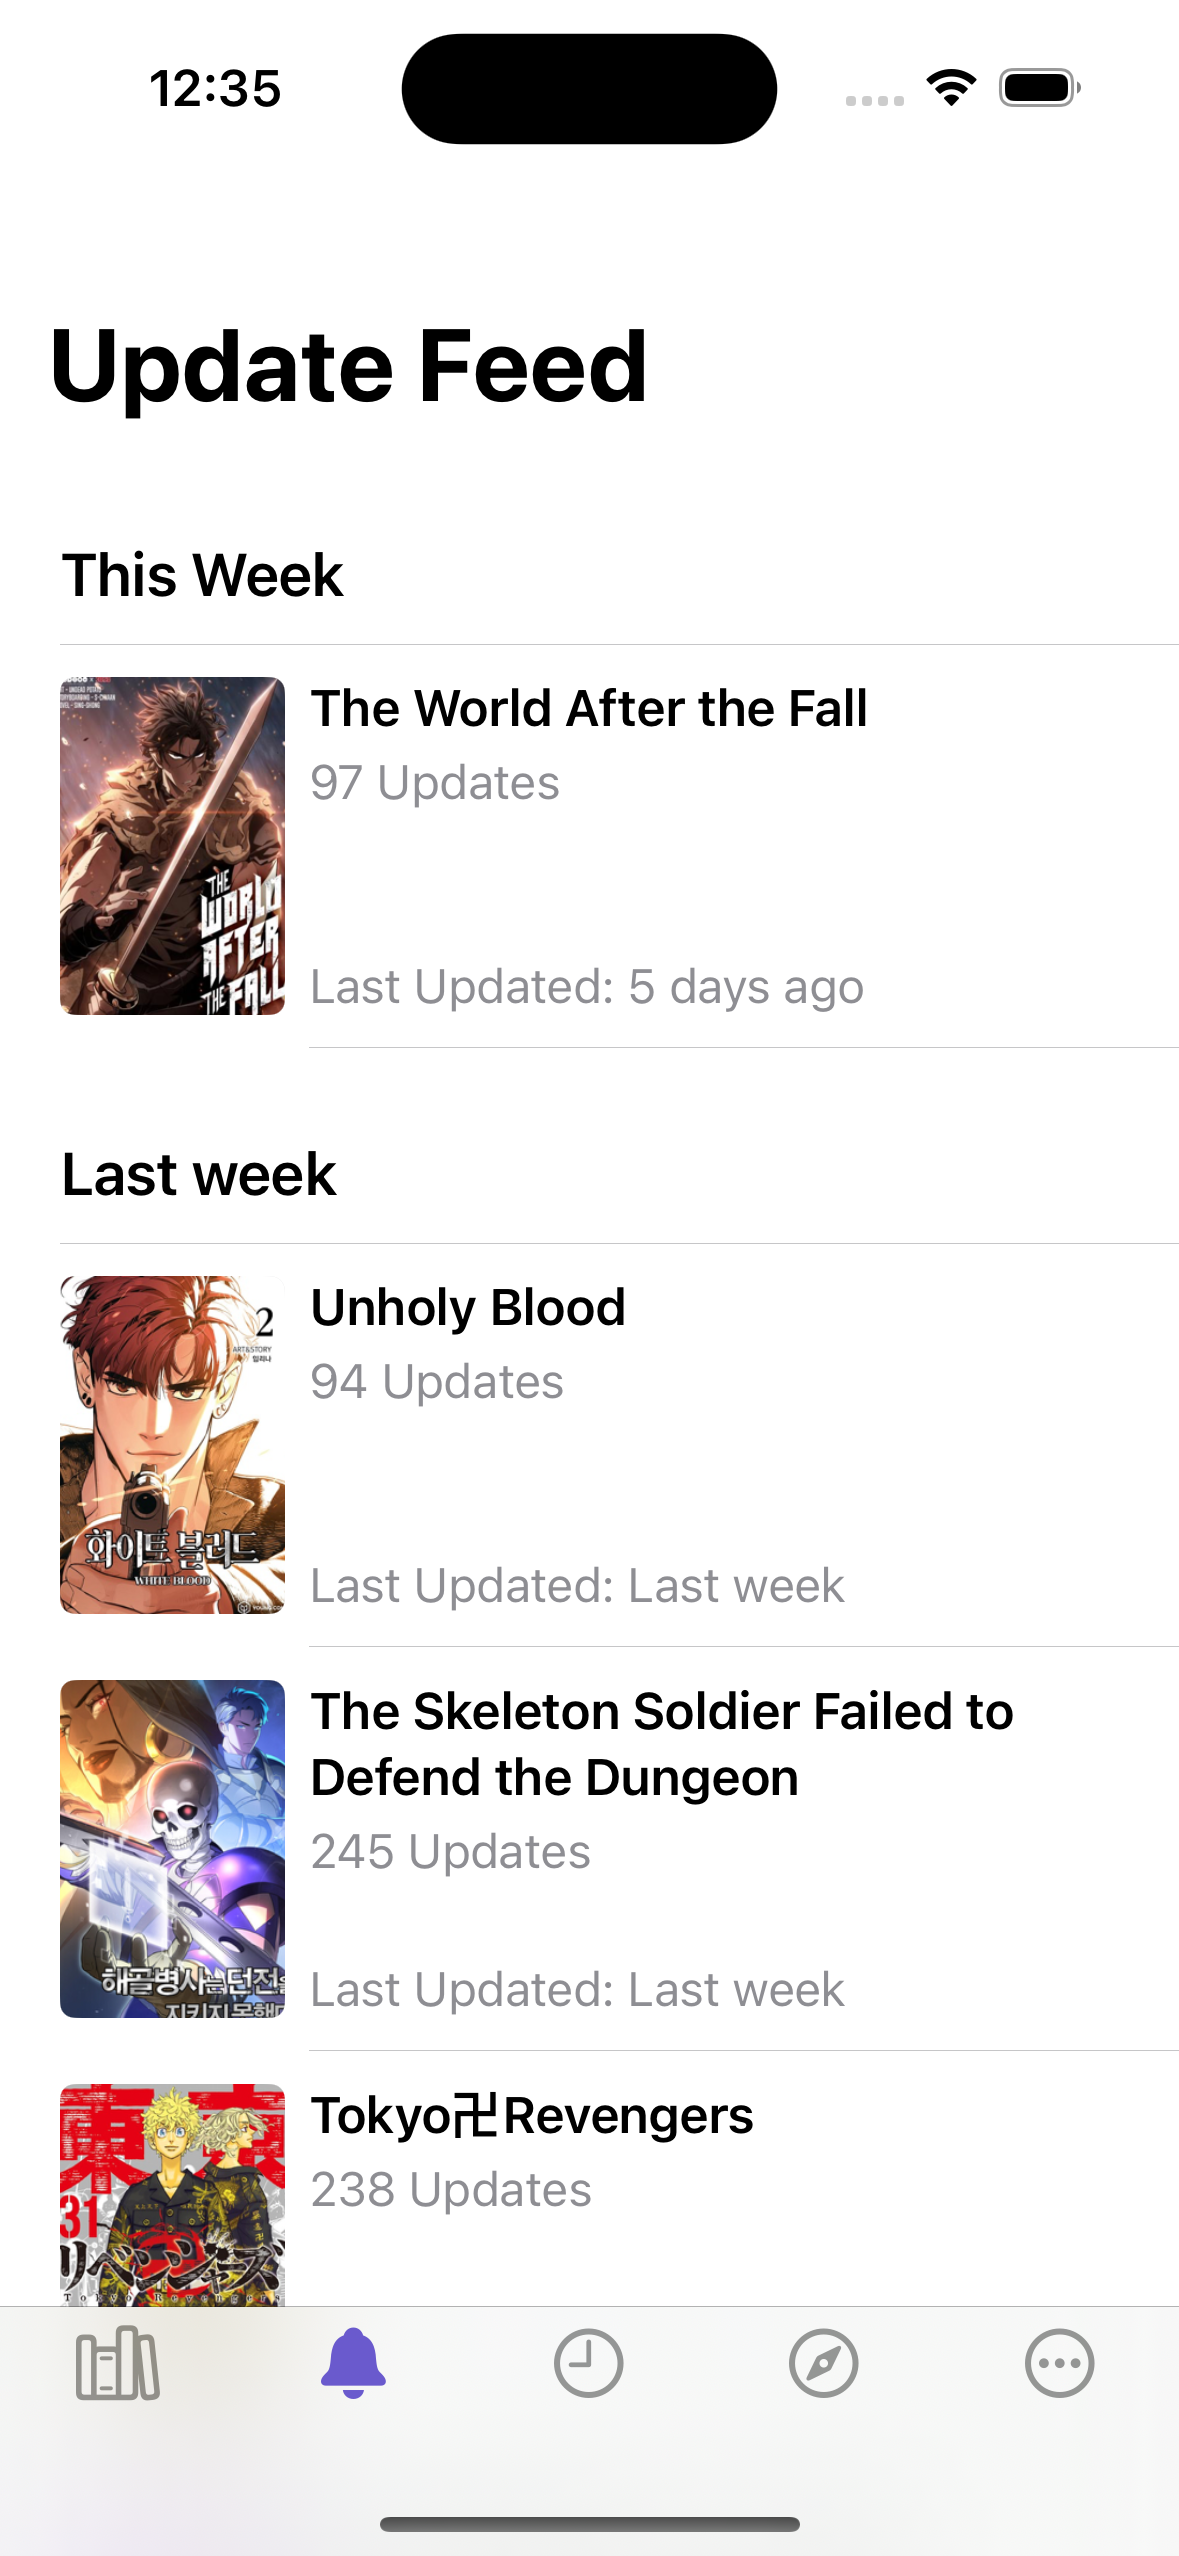 12:35
Update Feed
This Week
The World After the Fall
97 Updates
THE
WORLD
AFTER
THE FALL
Last Updated: 5 days ago
Last week
Unholy Blood
94 Updates
2
ART&STORY
화이트 블러드
WHITE BLOOD
Last Updated: Last week
The Skeleton Soldier Failed to
Defend the Dungeon
245 Updates
해골병사는 던전을
지키지 못했다
Last Updated: Last week
Tokyo卍Revengers
238 Updates
東京
31
リベンジャーズ
Tokyo Revengers